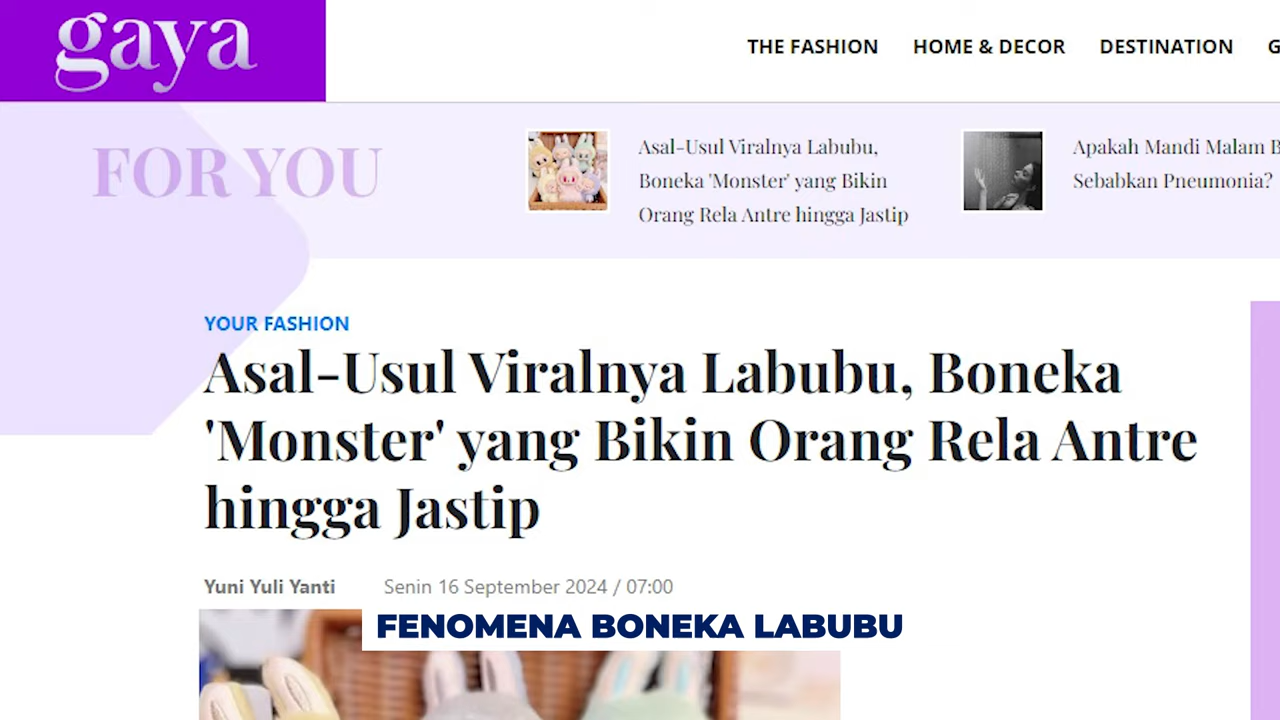 gaya
THE FASHION
HOME & DECOR
DESTINATION
G
FOR YOU
Asal-Usul Viralnya Labubu,
Boneka 'Monster' yang Bikin
Orang Rela Antre hingga Jastip
Apakah Mandi Malam B
Sebabkan Pneumonia?
YOUR FASHION
Asal-Usul Viralnya Labubu, Boneka
'Monster' yang Bikin Orang Rela Antre
hingga Jastip
Yuni Yuli Yanti
Senin 16 September 2024 / 07:00
FENOMENA BONEKA LABUBU